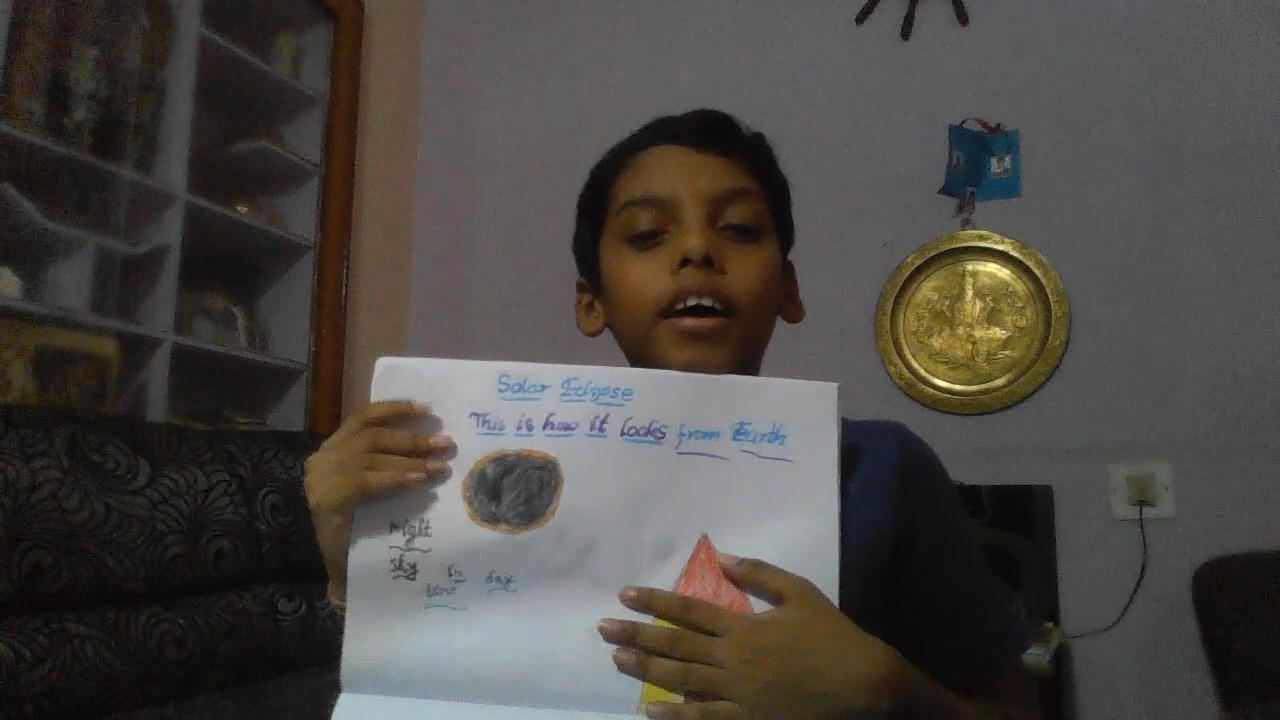 Solar Eclipse
This is how it looks from Earth
Night
Sky
in day
time